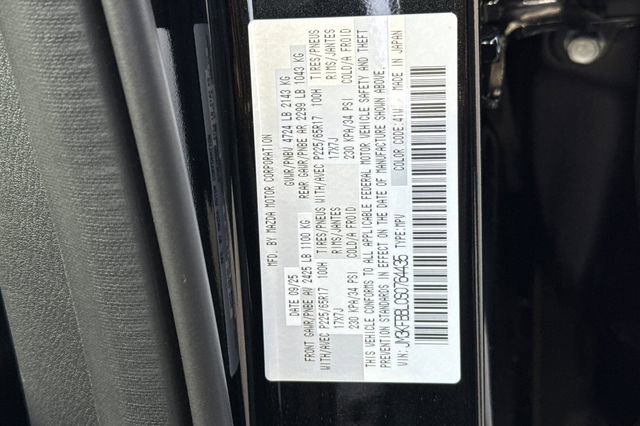 MFD. BY MAZDA MOTOR CORPORATION
DATE 09/25 GVWR/PNBV 4724 LB 2143 KG
FRONT GAWR/PNBE AV 2425 LB 1100 KG REAR GAWR/PNBE AR 2299 LB 1043 KG
WITH/AVEC P225/65R17 100H TIRES/PNEUS WITH/AVEC P225/65R17 100H TIRES/PNEUS
17X7J RIMS/JANTES 17X7J RIMS/JANTES
230 KPA/34 PSI COLD/A FROID 230 KPA/34 PSI COLD/A FROID
THIS VEHICLE CONFORMS TO ALL APPLICABLE FEDERAL MOTOR VEHICLE SAFETY AND THEFT
PREVENTION STANDARDS IN EFFECT ON THE DATE OF MANUFACTURE SHOWN ABOVE.
VIN: TYPE:MPV COLOR CODE:41W MADE IN JAPAN